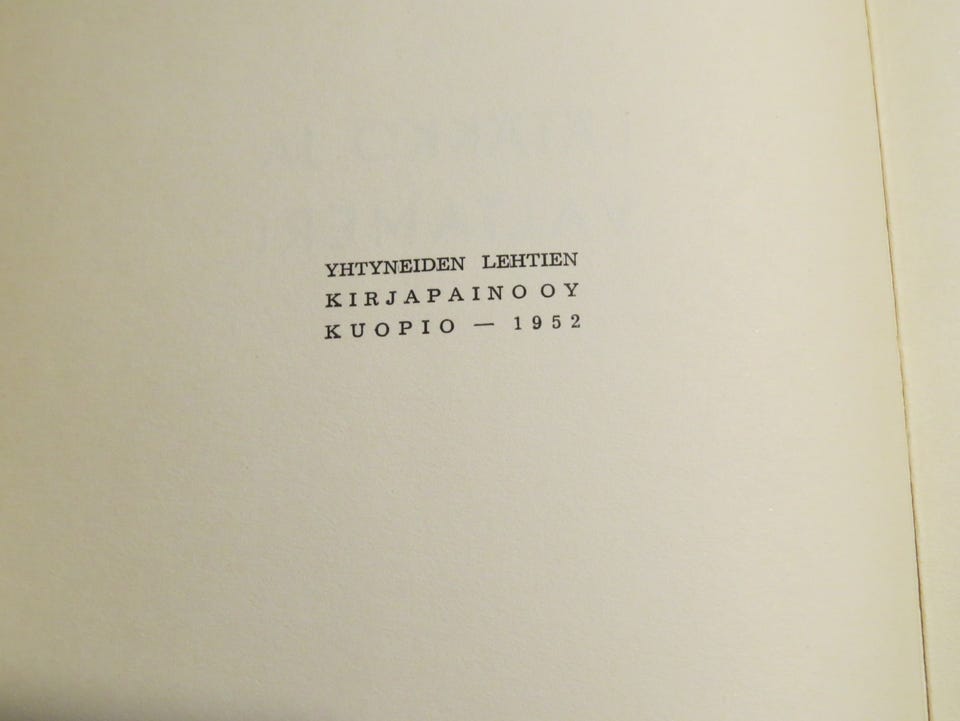 YHTYNEIDEN LEHTIEN
KIRJAPAINO OY
KUOPIO — 1952